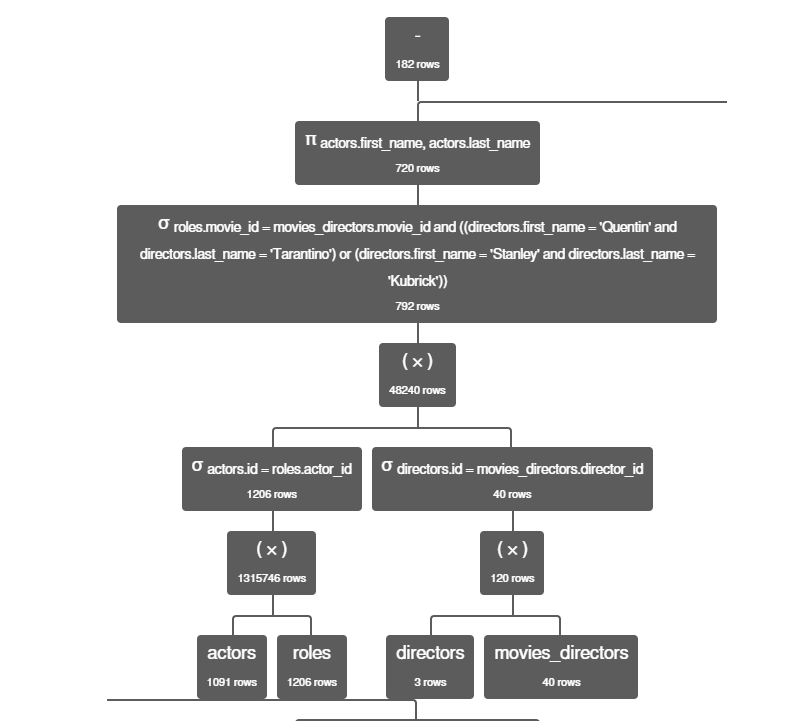 -
182 rows
π actors.first_name, actors.last_name
720 rows
σ roles.movie_id = movies_directors.movie_id and ((directors.first_name = 'Quentin' and
directors.last_name = 'Tarantino') or (directors.first_name = 'Stanley' and directors.last_name =
'Kubrick'))
792 rows
( × )
48240 rows
σ actors.id = roles.actor_id
1206 rows
σ directors.id = movies_directors.director_id
40 rows
( × )
1315746 rows
( × )
120 rows
actors
1091 rows
roles
1206 rows
directors
3 rows
movies_directors
40 rows